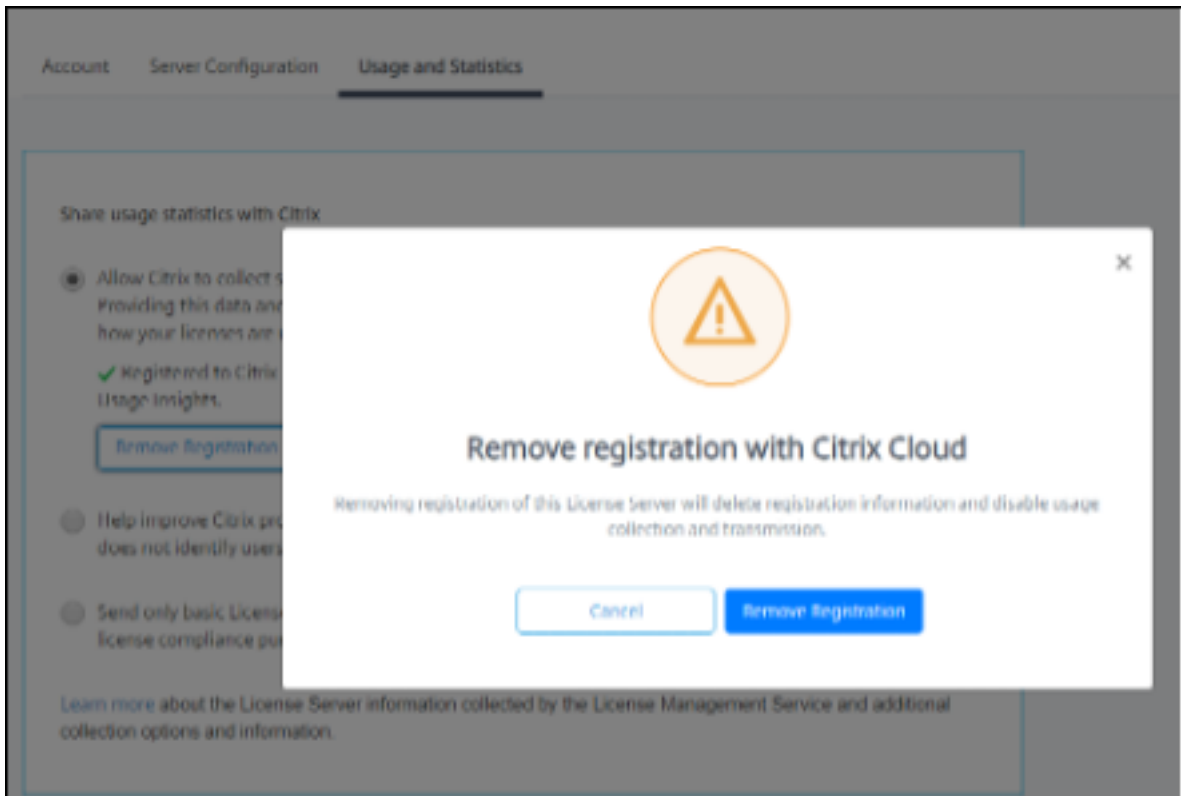 Account Server Configuration Usage and Statistics
Share usage statistics with Citrix
Allow Citrix to collect s
Providing this data and
how your licenses are
Registered to Citrix
Usage Insights.
Remove Registration
Help improve Citrix pro
does not identify users
Send only basic Licens
license compliance pu
Learn more about the License Server information collected by the License Management Service and additional
collection options and information.
Remove registration with Citrix Cloud
Removing registration of this License Server will delete registration information and disable usage
collection and transmission.
Cancel Remove Registration